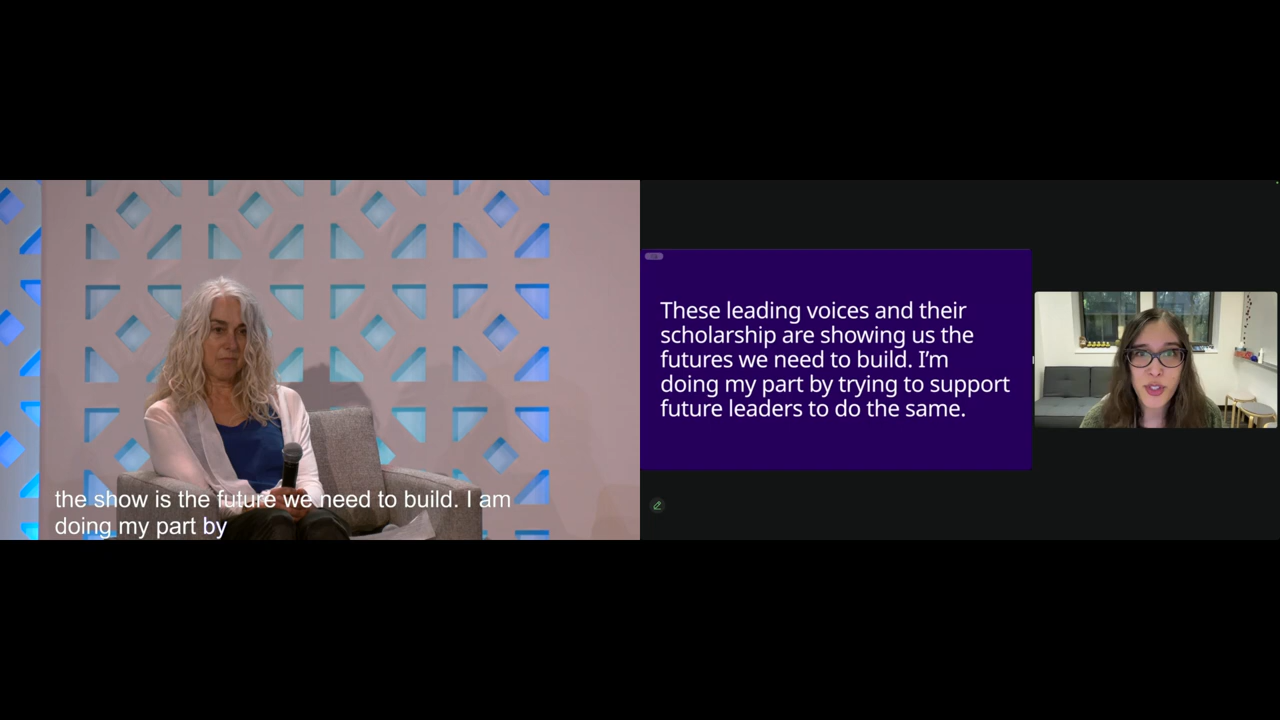 the show is the future we need to build. I am
doing my part by
These leading voices and their
scholarship are showing us the
futures we need to build. I'm
doing my part by trying to support
future leaders to do the same.